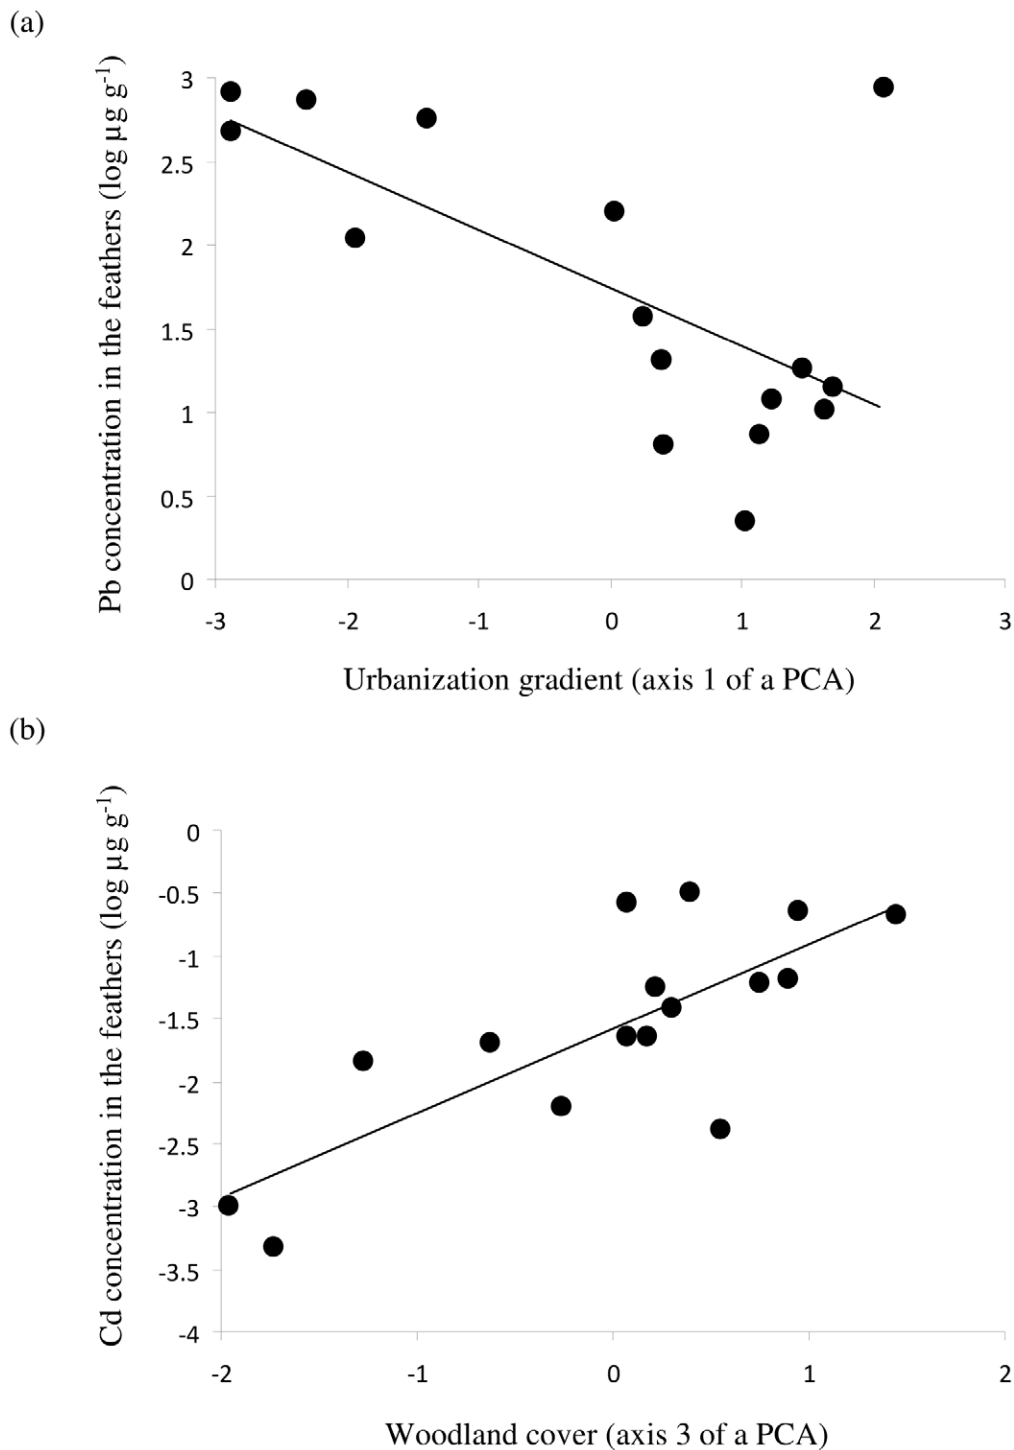 (a)
Pb concentration in the feathers (log µg g⁻¹)
3
2.5
2
1.5
1
0.5
0
-3 -2 -1 0 1 2 3
Urbanization gradient (axis 1 of a PCA)
(b)
Cd concentration in the feathers (log µg g⁻¹)
0
-0.5
-1
-1.5
-2
-2.5
-3
-3.5
-4
-2 -1 0 1 2
Woodland cover (axis 3 of a PCA)